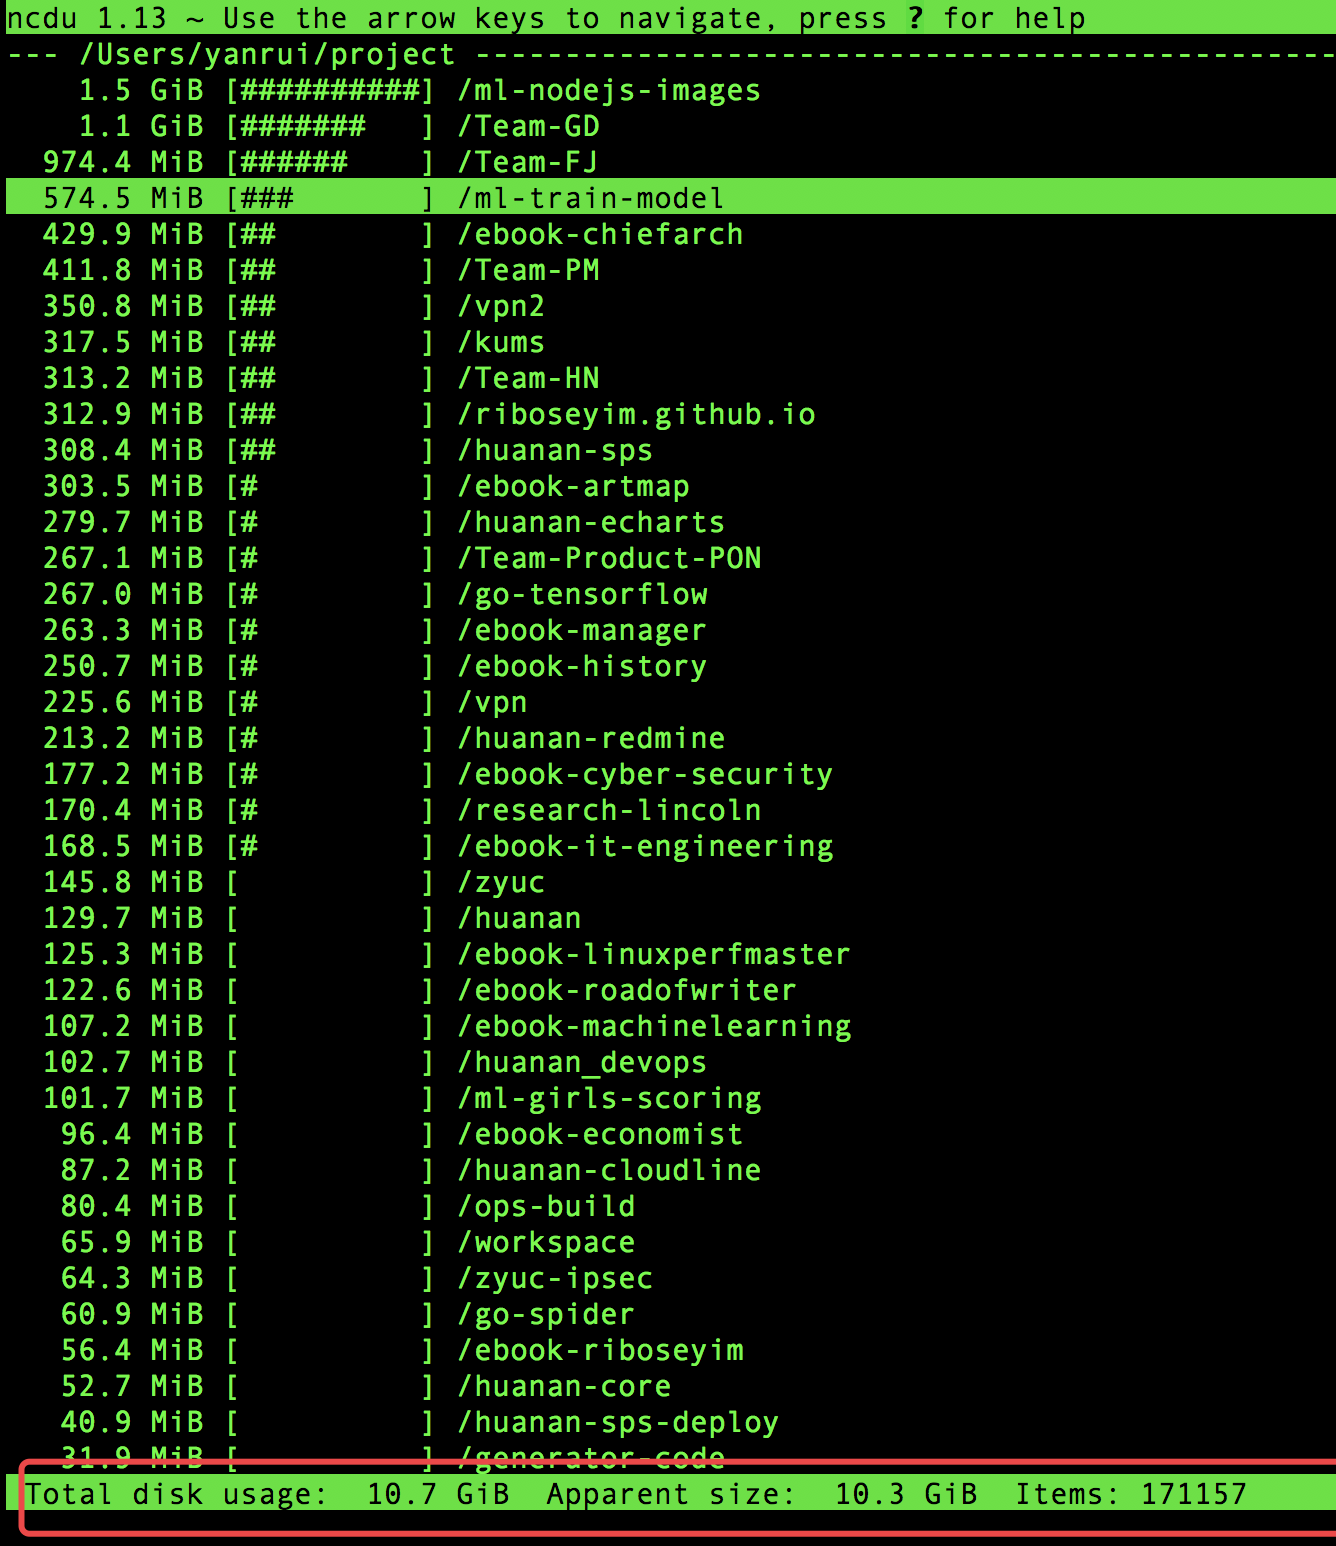 ncdu 1.13 ~ Use the arrow keys to navigate, press ? for help
--- /Users/yanrui/project ------------------------------------------------
    1.5 GiB [##########] /ml-nodejs-images
    1.1 GiB [#######   ] /Team-GD
  974.4 MiB [######    ] /Team-FJ
  574.5 MiB [###       ] /ml-train-model
  429.9 MiB [##        ] /ebook-chiefarch
  411.8 MiB [##        ] /Team-PM
  350.8 MiB [##        ] /vpn2
  317.5 MiB [##        ] /kums
  313.2 MiB [##        ] /Team-HN
  312.9 MiB [##        ] /riboseyim.github.io
  308.4 MiB [##        ] /huanan-sps
  303.5 MiB [#         ] /ebook-artmap
  279.7 MiB [#         ] /huanan-echarts
  267.1 MiB [#         ] /Team-Product-PON
  267.0 MiB [#         ] /go-tensorflow
  263.3 MiB [#         ] /ebook-manager
  250.7 MiB [#         ] /ebook-history
  225.6 MiB [#         ] /vpn
  213.2 MiB [#         ] /huanan-redmine
  177.2 MiB [#         ] /ebook-cyber-security
  170.4 MiB [#         ] /research-lincoln
  168.5 MiB [#         ] /ebook-it-engineering
  145.8 MiB [          ] /zyuc
  129.7 MiB [          ] /huanan
  125.3 MiB [          ] /ebook-linuxperfmaster
  122.6 MiB [          ] /ebook-roadofwriter
  107.2 MiB [          ] /ebook-machinelearning
  102.7 MiB [          ] /huanan_devops
  101.7 MiB [          ] /ml-girls-scoring
   96.4 MiB [          ] /ebook-economist
   87.2 MiB [          ] /huanan-cloudline
   80.4 MiB [          ] /ops-build
   65.9 MiB [          ] /workspace
   64.3 MiB [          ] /zyuc-ipsec
   60.9 MiB [          ] /go-spider
   56.4 MiB [          ] /ebook-riboseyim
   52.7 MiB [          ] /huanan-core
   40.9 MiB [          ] /huanan-sps-deploy
   31.9 MiB [          ] /generator-code
Total disk usage:  10.7 GiB  Apparent size:  10.3 GiB  Items: 171157